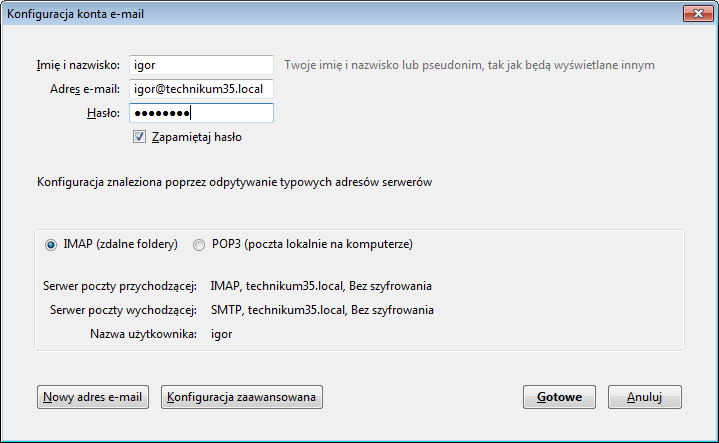 Konfiguracja konta e-mail
Imię i nazwisko: igor Twoje imię i nazwisko lub pseudonim, tak jak będą wyświetlane innym
Adres e-mail: igor@technikum35.local
Hasło: ●●●●●●●●
Zapamiętaj hasło
Konfiguracja znaleziona poprzez odpytywanie typowych adresów serwerów
IMAP (zdalne foldery) POP3 (poczta lokalnie na komputerze)
Serwer poczty przychodzącej: IMAP, technikum35.local, Bez szyfrowania
Serwer poczty wychodzącej: SMTP, technikum35.local, Bez szyfrowania
Nazwa użytkownika: igor
Nowy adres e-mail Konfiguracja zaawansowana Gotowe Anuluj